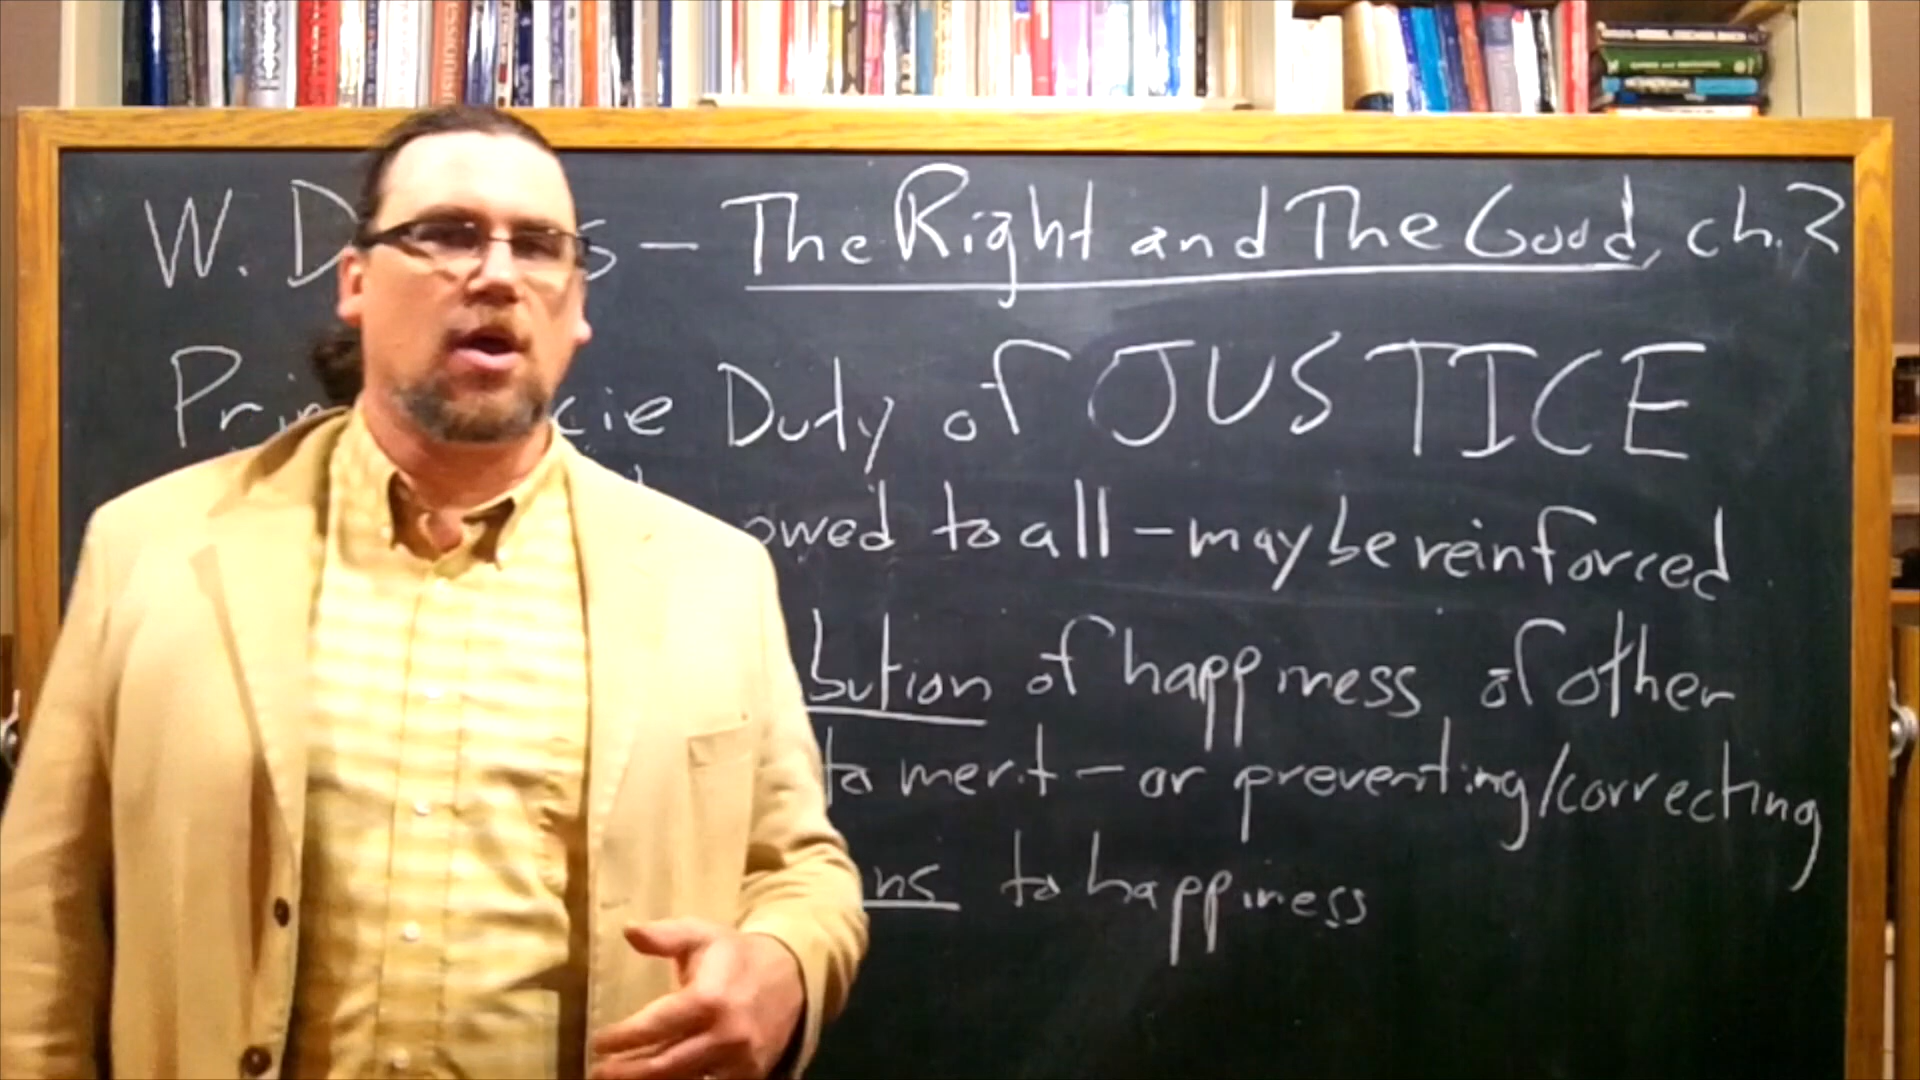 W. D s – The Right and The Good, ch. 2
Pri cie Duty of JUSTICE
owed to all – may be reinforced
bution of happiness of other
to merit – or preventing/correcting
ns to happiness